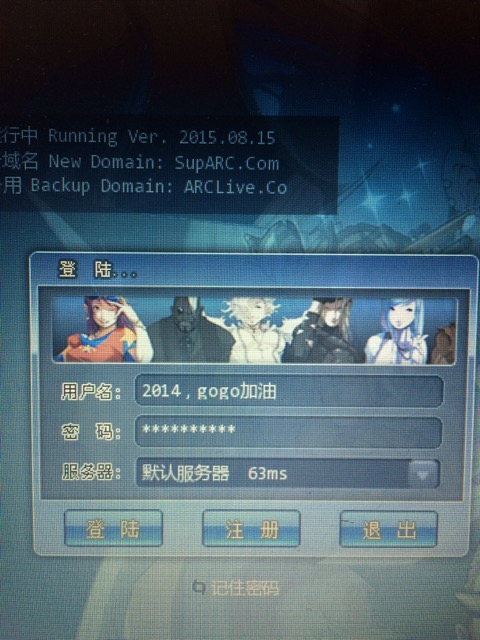 行中 Running Ver. 2015.08.15
域名 New Domain: SupARC.Com
用 Backup Domain: ARCLive.Co
登 陆...
用户名: 2014,gogo加油
密 码: **********
服务器: 默认服务器 63ms
登 陆 注 册 退 出
记住密码